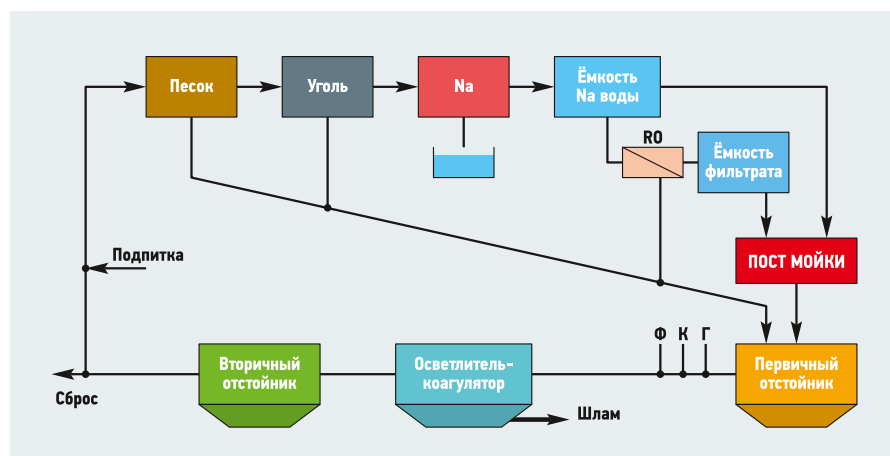 Песок
Уголь
Na
Ёмкость
Na воды
RO
Ёмкость
фильтрата
Подпитка
ПОСТ МОЙКИ
Ф К Г
Вторичный
отстойник
Осветлитель-
коагулятор
Первичный
отстойник
Сброс
Шлам